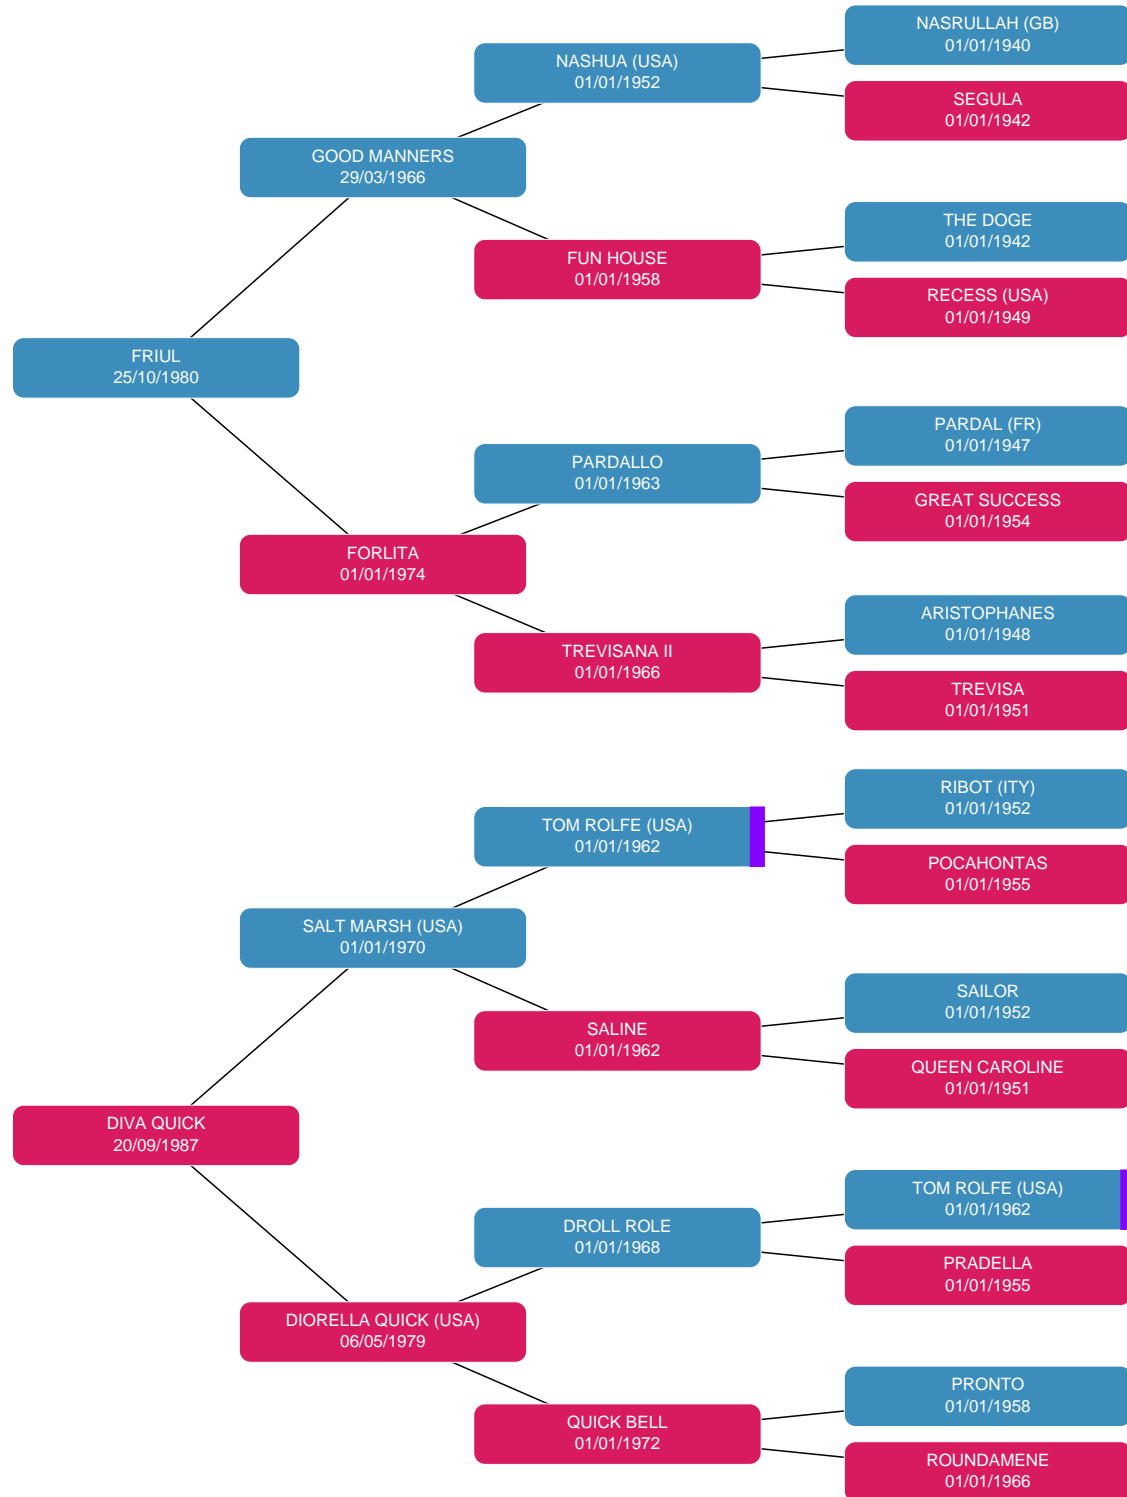 NASRULLAH (GB)
01/01/1940
NASHUA (USA)
01/01/1952
SEGULA
01/01/1942
GOOD MANNERS
29/03/1966
THE DOGE
01/01/1942
FUN HOUSE
01/01/1958
RECESS (USA)
01/01/1949
FRIUL
25/10/1980
PARDAL (FR)
01/01/1947
PARDALLO
01/01/1963
GREAT SUCCESS
01/01/1954
FORLITA
01/01/1974
ARISTOPHANES
01/01/1948
TREVISANA II
01/01/1966
TREVISA
01/01/1951
RIBOT (ITY)
01/01/1952
TOM ROLFE (USA)
01/01/1962
POCAHONTAS
01/01/1955
SALT MARSH (USA)
01/01/1970
SAILOR
01/01/1952
SALINE
01/01/1962
QUEEN CAROLINE
01/01/1951
DIVA QUICK
20/09/1987
TOM ROLFE (USA)
01/01/1962
DROLL ROLE
01/01/1968
PRADELLA
01/01/1955
DIORELLA QUICK (USA)
06/05/1979
PRONTO
01/01/1958
QUICK BELL
01/01/1972
ROUNDAMENE
01/01/1966